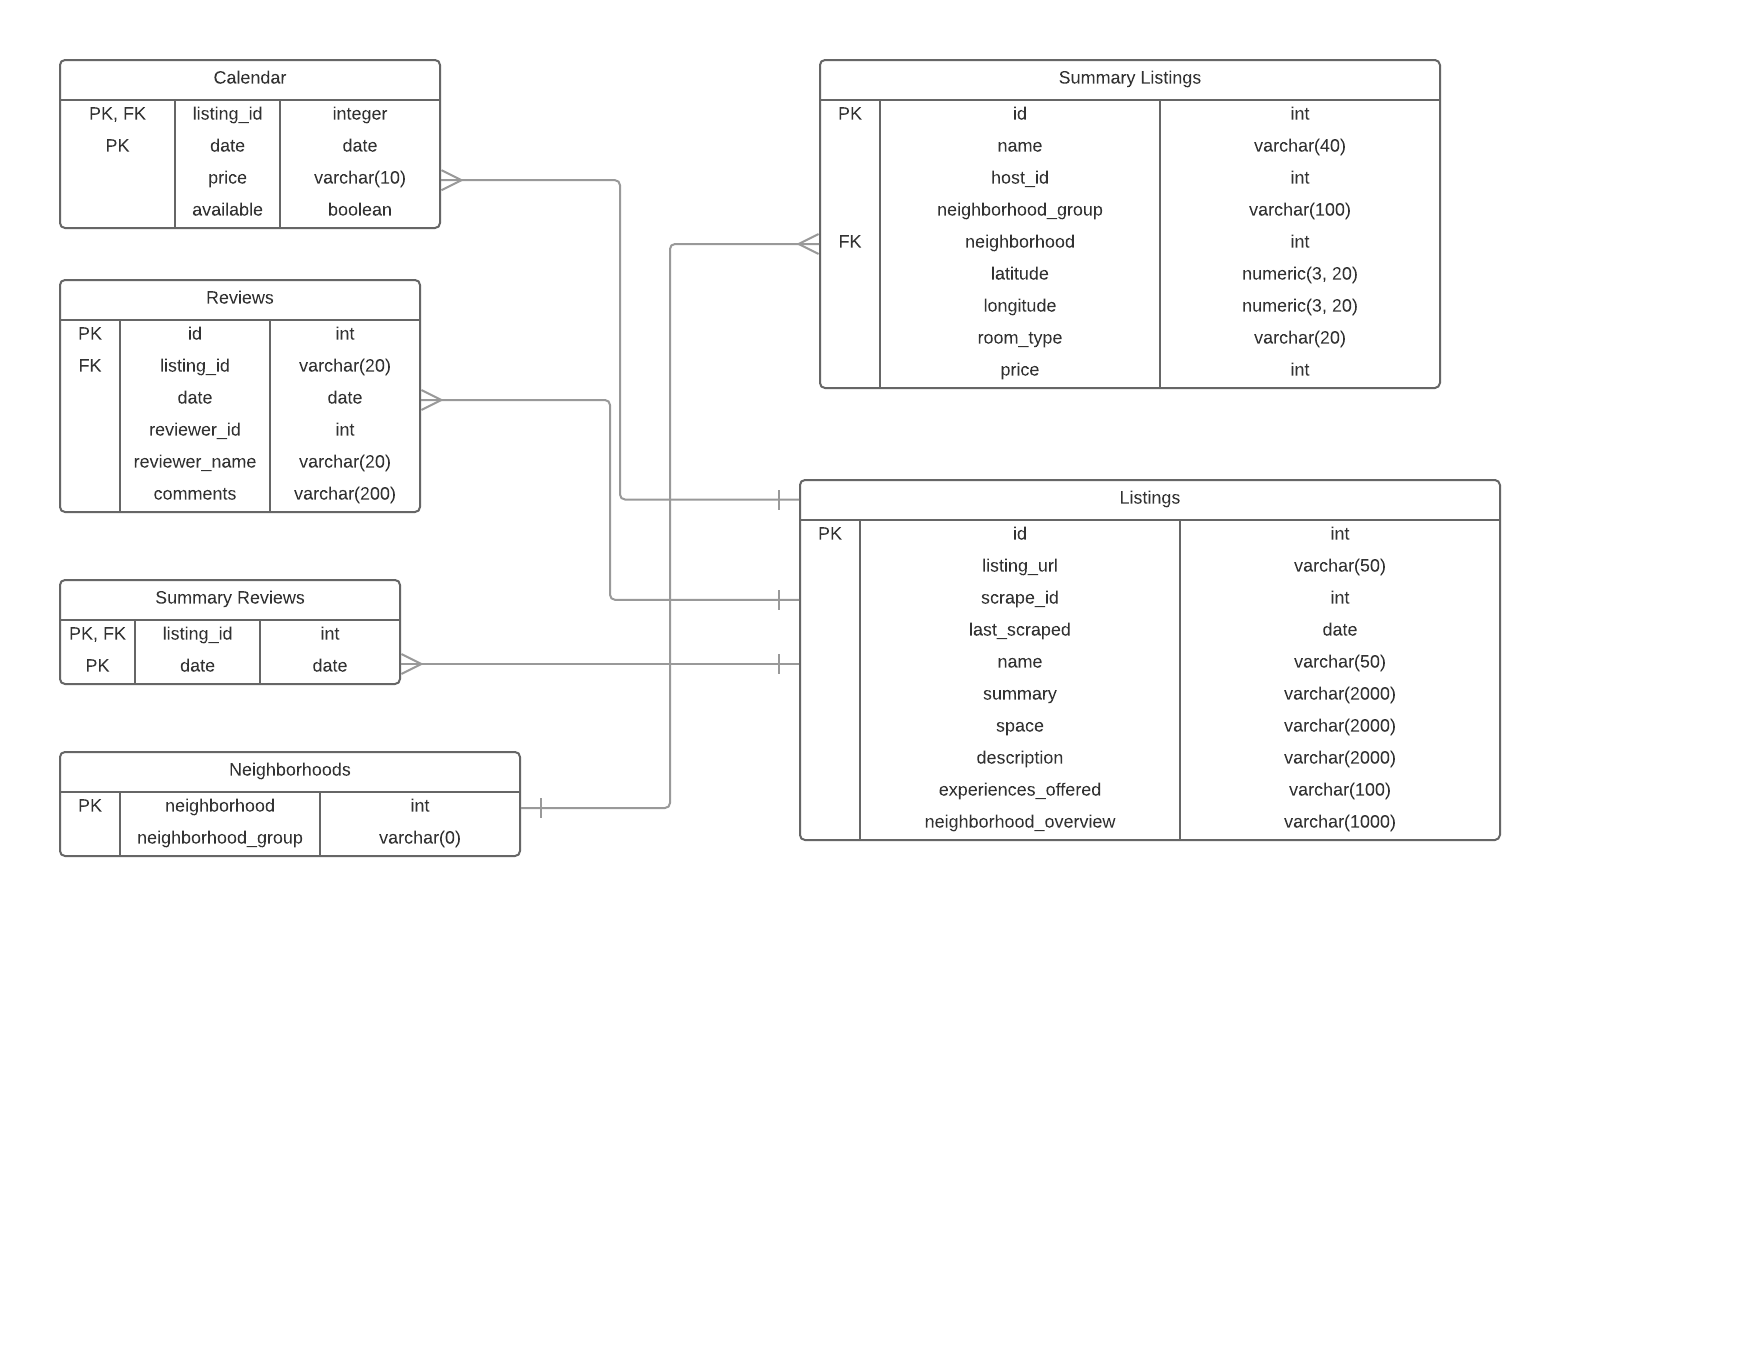 Calendar
PK, FK listing_id integer
PK date date
price varchar(10)
available boolean
Reviews
PK id int
FK listing_id varchar(20)
date date
reviewer_id int
reviewer_name varchar(20)
comments varchar(200)
Summary Reviews
PK, FK listing_id int
PK date date
Neighborhoods
PK neighborhood int
neighborhood_group varchar(0)
Summary Listings
PK id int
name varchar(40)
host_id int
neighborhood_group varchar(100)
FK neighborhood int
latitude numeric(3, 20)
longitude numeric(3, 20)
room_type varchar(20)
price int
Listings
PK id int
listing_url varchar(50)
scrape_id int
last_scraped date
name varchar(50)
summary varchar(2000)
space varchar(2000)
description varchar(2000)
experiences_offered varchar(100)
neighborhood_overview varchar(1000)